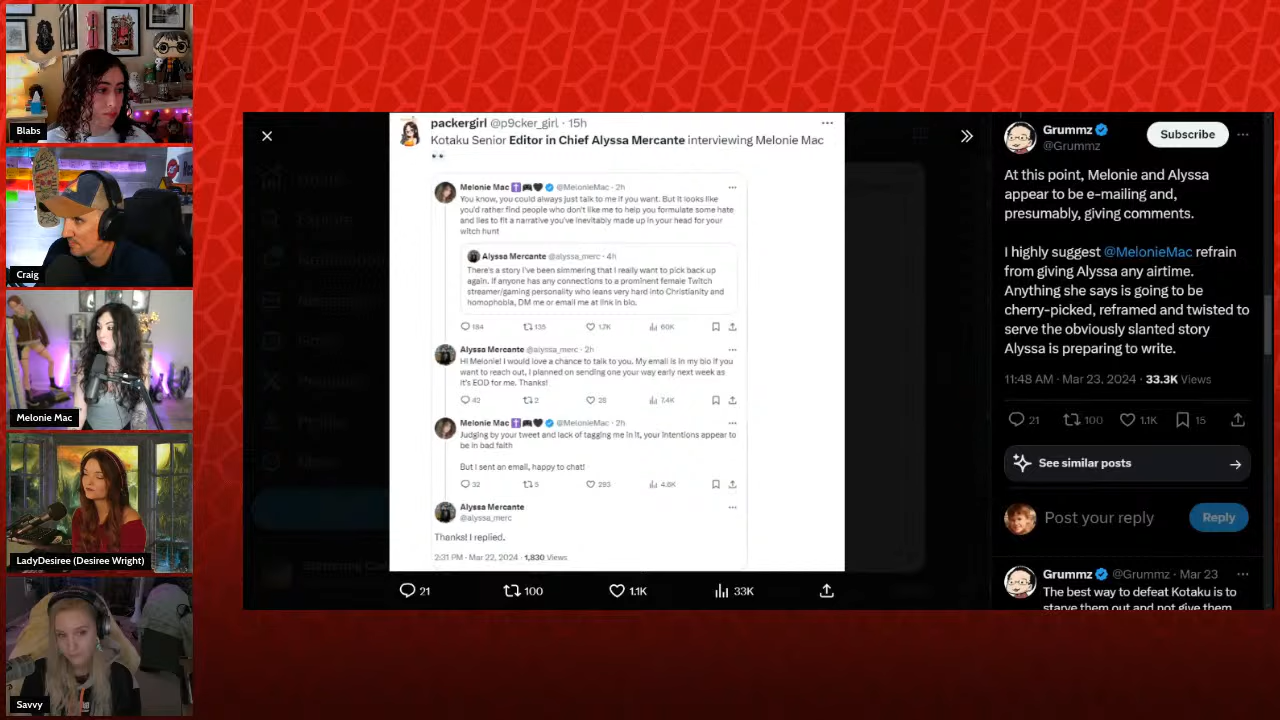 Blabs
Craig
Melonie Mac
LadyDesiree (Desiree Wright)
Savvy
packergirl @p9cker_girl · 15h
Kotaku Senior Editor in Chief Alyssa Mercante interviewing Melonie Mac
Melonie Mac @MelonieMac · 2h
You know, you could always just talk to me if you want. But it looks like
you'd rather find people who don't like me to help you formulate some hate
and lies to fit a narrative you've inevitably made up in your head for your
witch hunt
Alyssa Mercante @alyssa_merc · 4h
There's a story I've been simmering that I really want to pick back up
again. If anyone has any connections to a prominent female Twitch
streamer/gaming personality who leans very hard into Christianity and
homophobia, DM me or email me at link in bio.
184 135 1.7K 60K
Alyssa Mercante @alyssa_merc · 2h
Hi Melonie! I would love a chance to talk to you. My email is in my bio if you
want to reach out, I planned on sending one your way early next week as
it's EOD for me. Thanks!
42 2 28 7.4K
Melonie Mac @MelonieMac · 2h
Judging by your tweet and lack of tagging me in it, your intentions appear to
be in bad faith
But I sent an email, happy to chat!
32 5 293 4.8K
Alyssa Mercante
@alyssa_merc
Thanks! I replied.
2:31 PM · Mar 22, 2024 · 1,830 Views
21 100 1.1K 33K
Grummz
@Grummz
Subscribe
At this point, Melonie and Alyssa
appear to be e-mailing and,
presumably, giving comments.
I highly suggest @MelonieMac refrain
from giving Alyssa any airtime.
Anything she says is going to be
cherry-picked, reframed and twisted to
serve the obviously slanted story
Alyssa is preparing to write.
11:48 AM · Mar 23, 2024 · 33.3K Views
21 100 1.1K 15
See similar posts
Post your reply
Reply
Grummz @Grummz · Mar 23
The best way to defeat Kotaku is to
starve them out and not give them